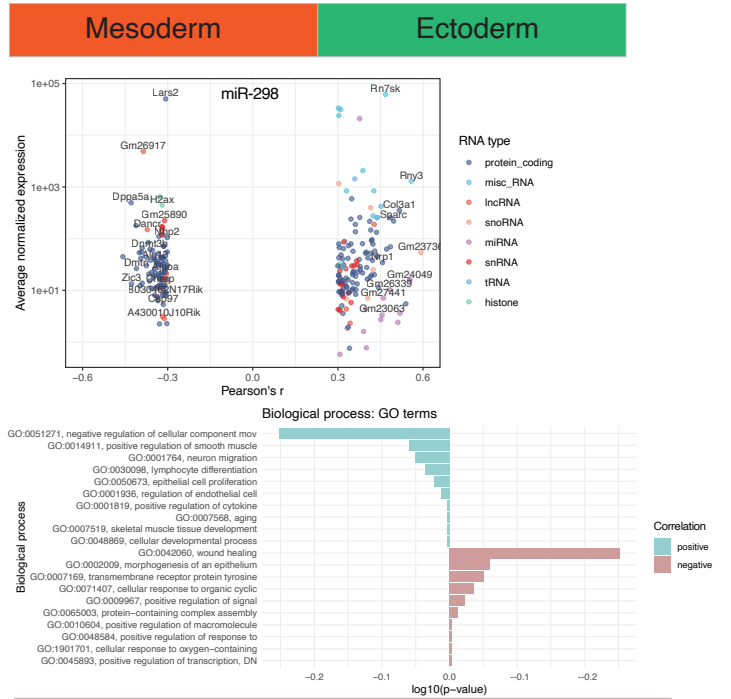 Mesoderm Ectoderm
miR-298
Average normalized expression
1e+05
1e+03
1e+01
Lars2
Rn7sk
Gm26917
Rny3
Dppa5a
H2ax
Gm25890
Col3a1
Sparc
Dancr
Nhp2
Dnmt3b
Gm2373
Nrp1
Zic3
Gm24049
Gm26339
B030312N17Rik
Gm27441
Cep97
Gm23063
A430010J10Rik
−0.6 −0.3 0.0 0.3 0.6
Pearson's r
RNA type
protein_coding
misc_RNA
lncRNA
snoRNA
miRNA
snRNA
tRNA
histone
Biological process: GO terms
Biological process
GO:0051271, negative regulation of cellular component mov
GO:0014911, positive regulation of smooth muscle
GO:0001764, neuron migration
GO:0030098, lymphocyte differentiation
GO:0050673, epithelial cell proliferation
GO:0001936, regulation of endothelial cell
GO:0001819, positive regulation of cytokine
GO:0007568, aging
GO:0007519, skeletal muscle tissue development
GO:0048869, cellular developmental process
GO:0042060, wound healing
GO:0002009, morphogenesis of an epithelium
GO:0007169, transmembrane receptor protein tyrosine
GO:0071407, cellular response to organic cyclic
GO:0009967, positive regulation of signal
GO:0065003, protein−containing complex assembly
GO:0010604, positive regulation of macromolecule
GO:0048584, positive regulation of response to
GO:1901701, cellular response to oxygen−containing
GO:0045893, positive regulation of transcription, DN
−0.2 −0.1 0.0 −-0.2 −-0.2
log10(p−value)
Correlation
positive
negative